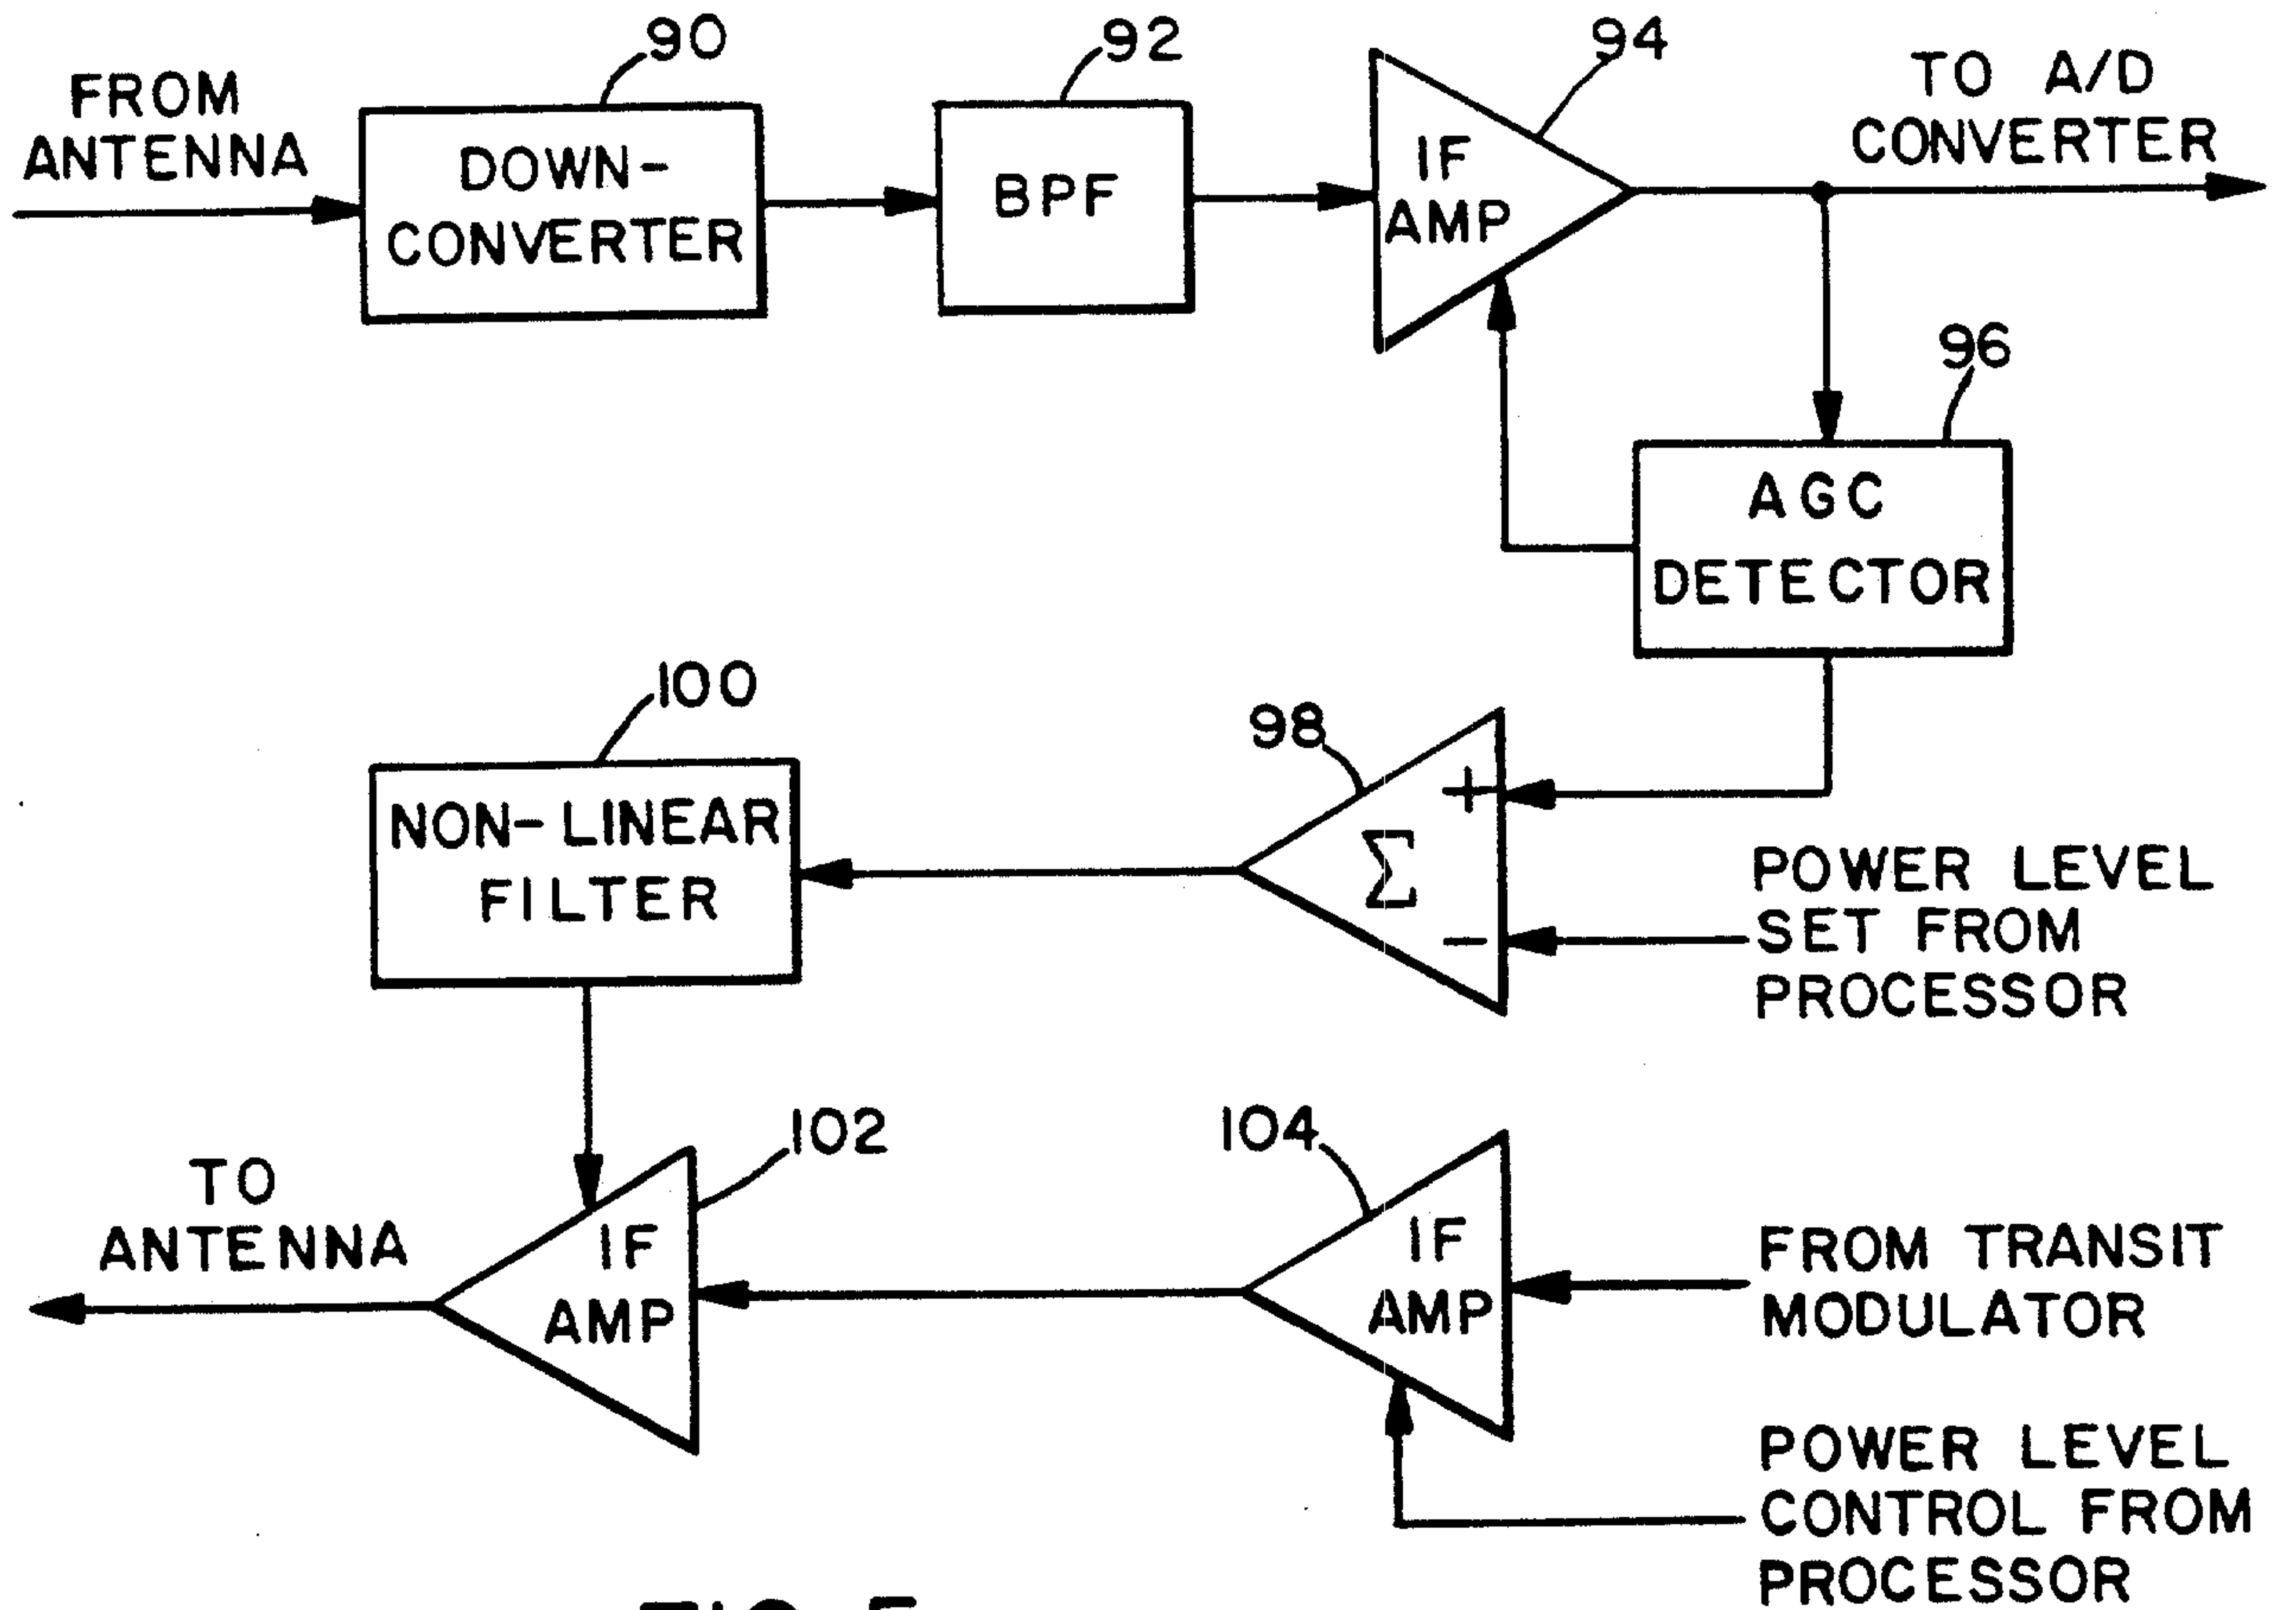 90
92
94
FROM
ANTENNA
DOWN-
CONVERTER
BPF
IF
AMP
TO A/D
CONVERTER
96
AGC
DETECTOR
100
98
NON-LINEAR
FILTER
+
Σ
-
POWER LEVEL
SET FROM
PROCESSOR
102
104
TO
ANTENNA
IF
AMP
IF
AMP
FROM TRANSIT
MODULATOR
POWER LEVEL
CONTROL FROM
PROCESSOR